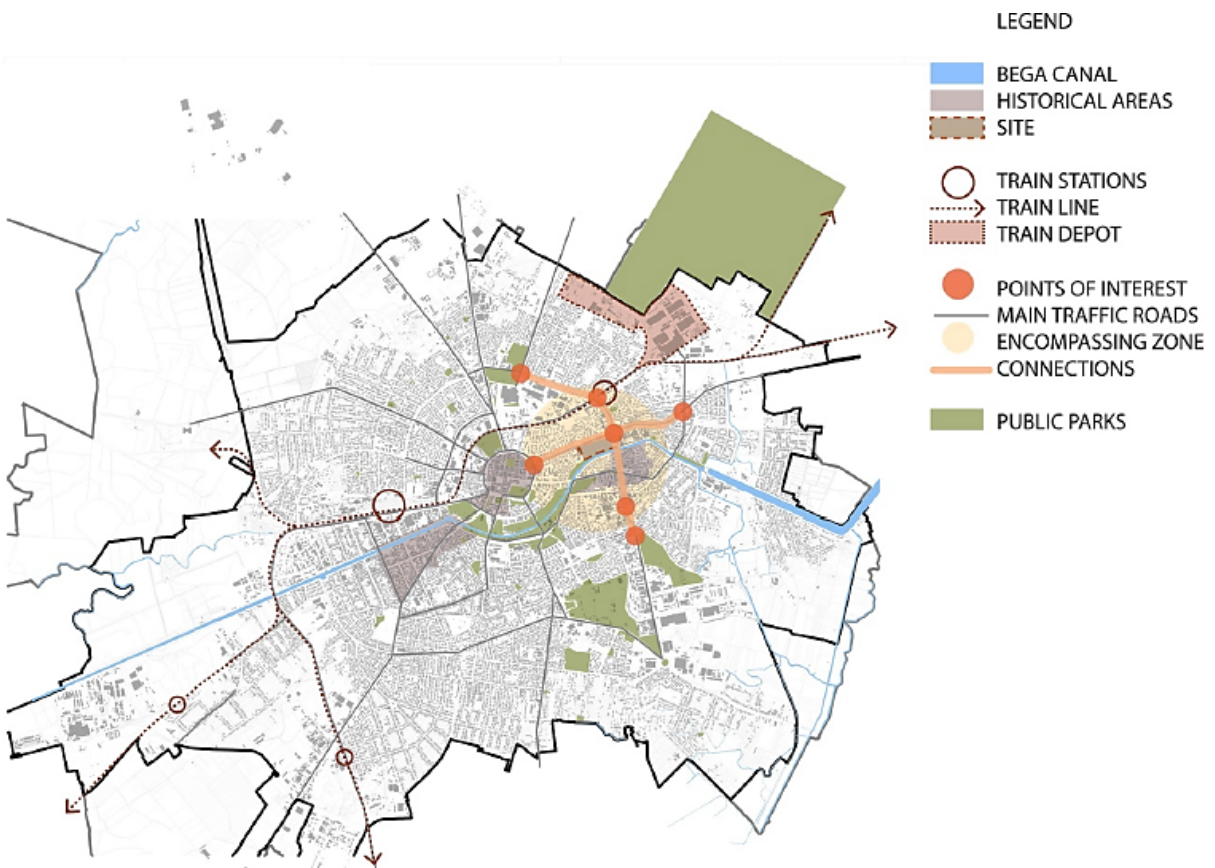 LEGEND
BEGA CANAL
HISTORICAL AREAS
SITE
TRAIN STATIONS
TRAIN LINE
TRAIN DEPOT
POINTS OF INTEREST
MAIN TRAFFIC ROADS
ENCOMPASSING ZONE
CONNECTIONS
PUBLIC PARKS